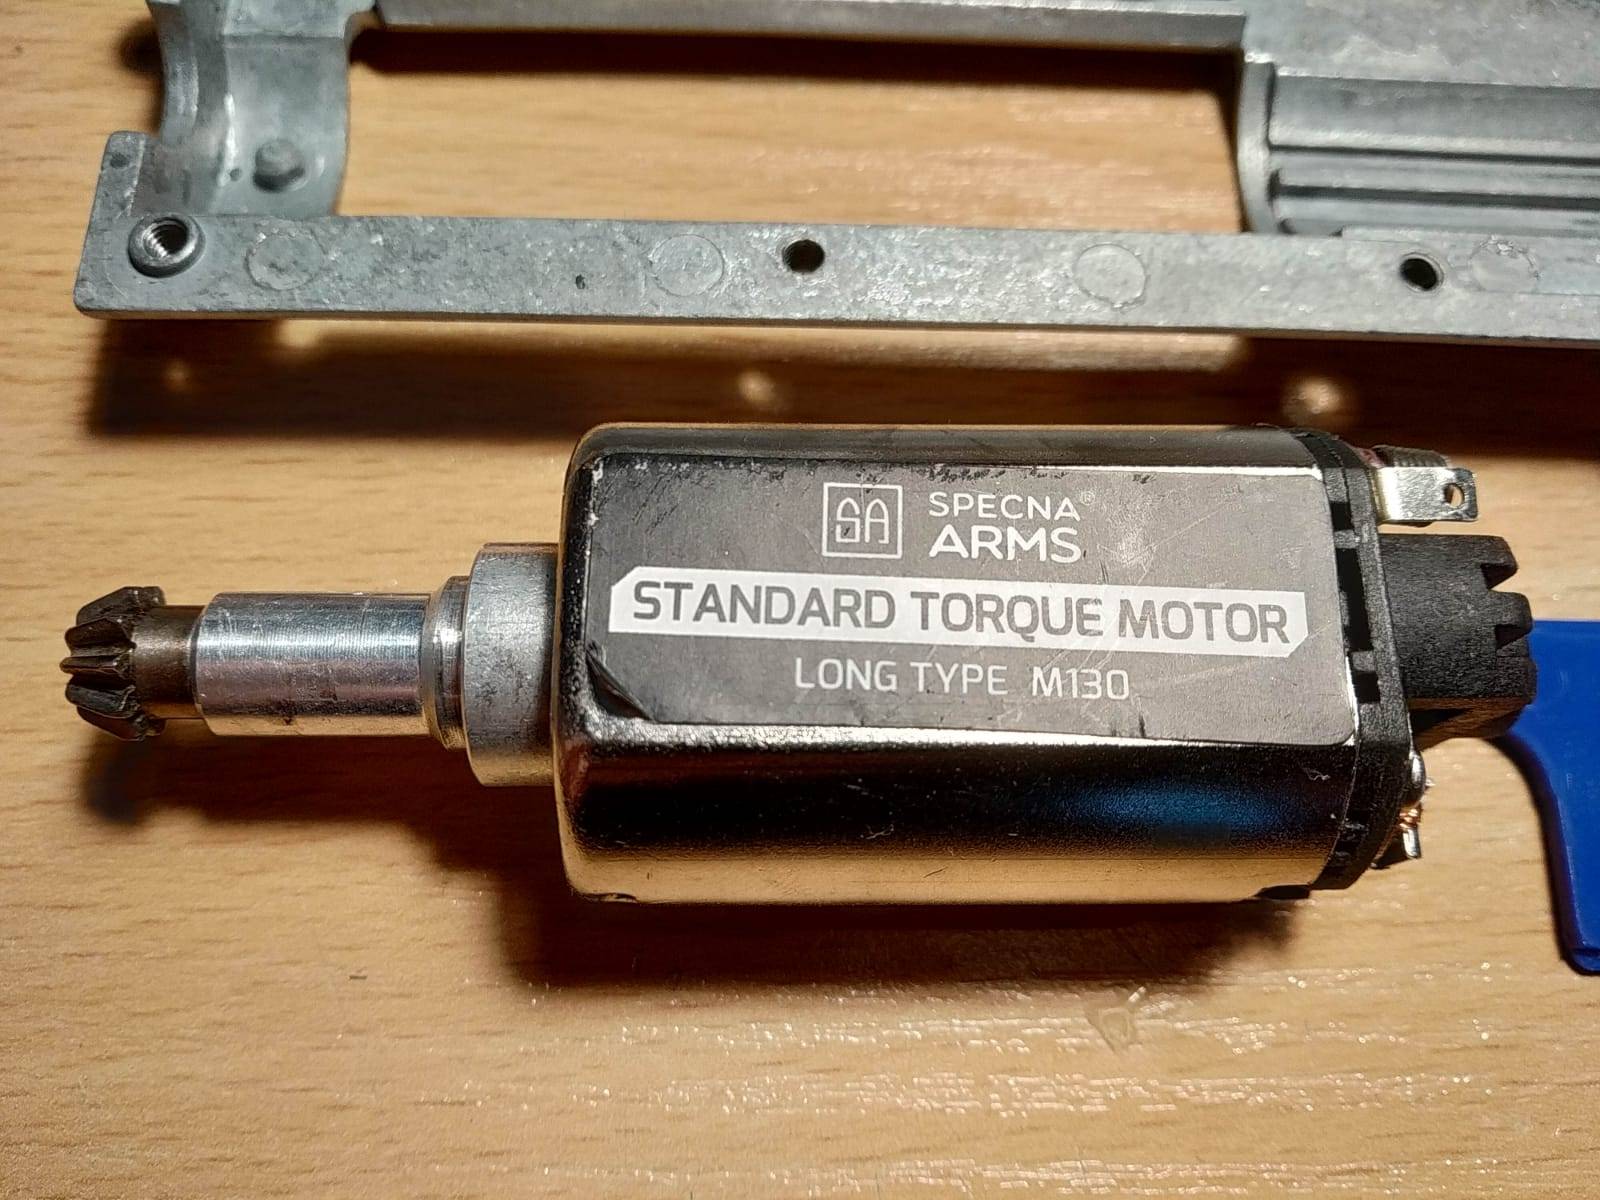 SA
SPECNA®
ARMS
STANDARD TORQUE MOTOR
LONG TYPE M130